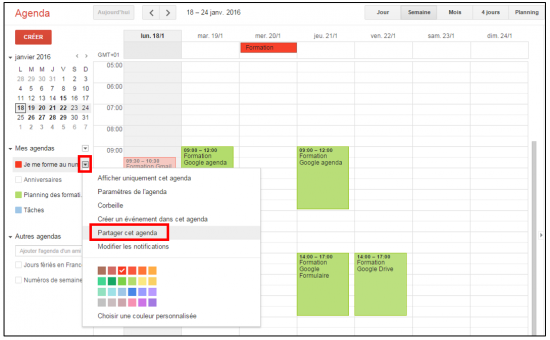 Agenda
Aujourd'hui
18 – 24 janv. 2016
Jour Semaine Mois 4 jours Planning
CRÉER
lun. 18/1 mar. 19/1 mer. 20/1 jeu. 21/1 ven. 22/1 sam. 23/1 dim. 24/1
Formation
janvier 2016
GMT+01
L M M J V S D
28 29 30 31 1 2 3
4 5 6 7 8 9 10
11 12 13 14 15 16 17
18 19 20 21 22 23 24
25 26 27 28 29 30 31
1 2 3 4 5 6 7
05:00
06:00
07:00
08:00
09:00
Mes agendas
Je me forme au num
Anniversaires
Planning des formati
Tâches
Autres agendas
Ajouter l'agenda d'un ami
Jours fériés en Franc
Numéros de semaine
09:30 – 10:30
Formation Gmail
09:00 – 12:00
Formation
Google agenda
09:00 – 12:00
Formation
Google agenda
Afficher uniquement cet agenda
Paramètres de l'agenda
Corbeille
Créer un événement dans cet agenda
Partager cet agenda
Modifier les notifications
Choisir une couleur personnalisée
14:00 – 17:00
Formation
Google
Formulaire
14:00 – 17:00
Formation
Google Drive